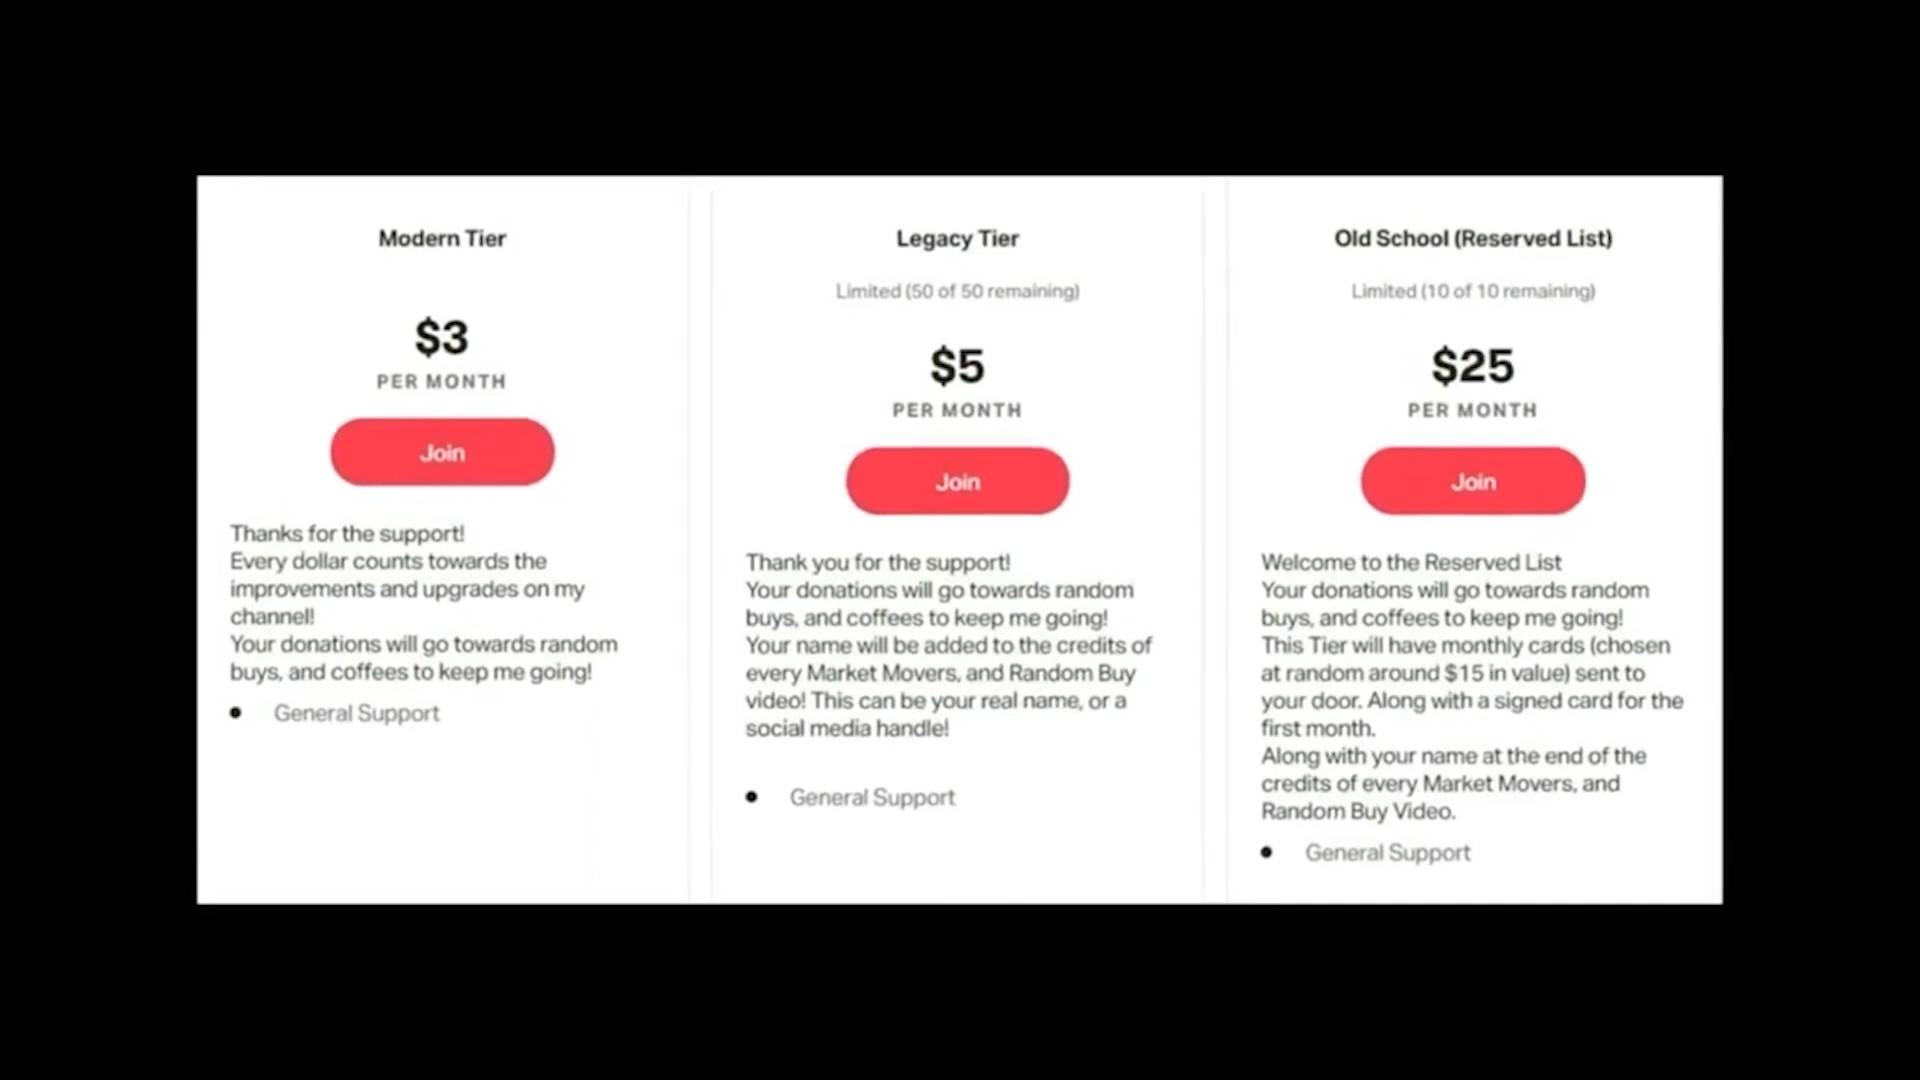 Modern Tier
$3
PER MONTH
Join
Thanks for the support!
Every dollar counts towards the
improvements and upgrades on my
channel!
Your donations will go towards random
buys, and coffees to keep me going!
General Support
Legacy Tier
Limited (50 of 50 remaining)
$5
PER MONTH
Join
Thank you for the support!
Your donations will go towards random
buys, and coffees to keep me going!
Your name will be added to the credits of
every Market Movers, and Random Buy
video! This can be your real name, or a
social media handle!
General Support
Old School (Reserved List)
Limited (10 of 10 remaining)
$25
PER MONTH
Join
Welcome to the Reserved List
Your donations will go towards random
buys, and coffees to keep me going!
This Tier will have monthly cards (chosen
at random around $15 in value) sent to
your door. Along with a signed card for the
first month.
Along with your name at the end of the
credits of every Market Movers, and
Random Buy Video.
General Support